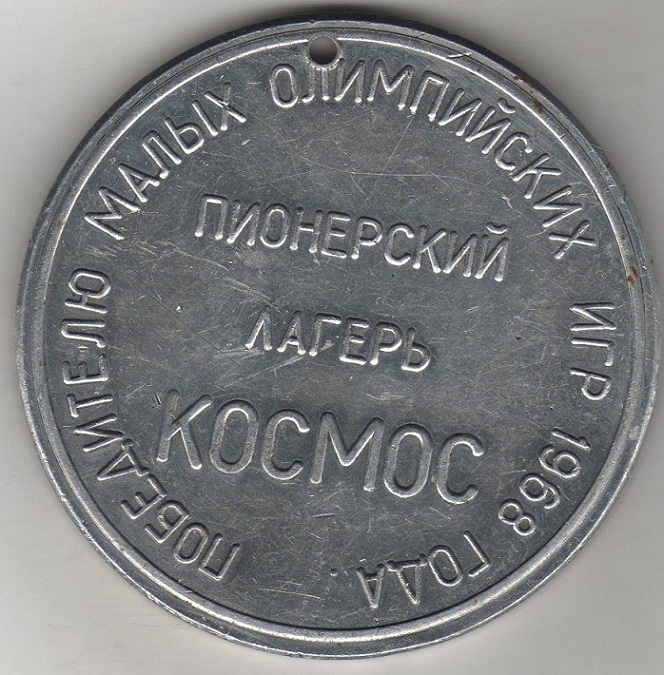 ПОБЕДИТЕЛЮ МАЛЫХ ОЛИМПИЙСКИХ ИГР 1968 ГОДА.
ПИОНЕРСКИЙ
ЛАГЕРЬ
КОСМОС